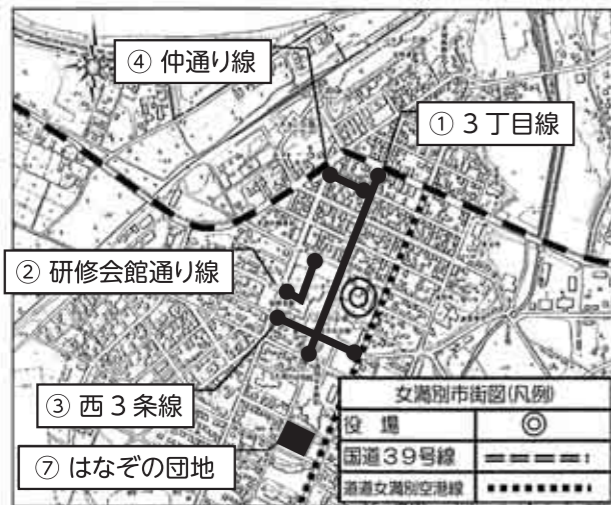 ④ 仲通り線
① 3丁目線
② 研修会館通り線
③ 西3条線
⑦ はなぞの団地
女満別市街図(凡例)
役 場 ◎
国道39号線
道道女満別空港線